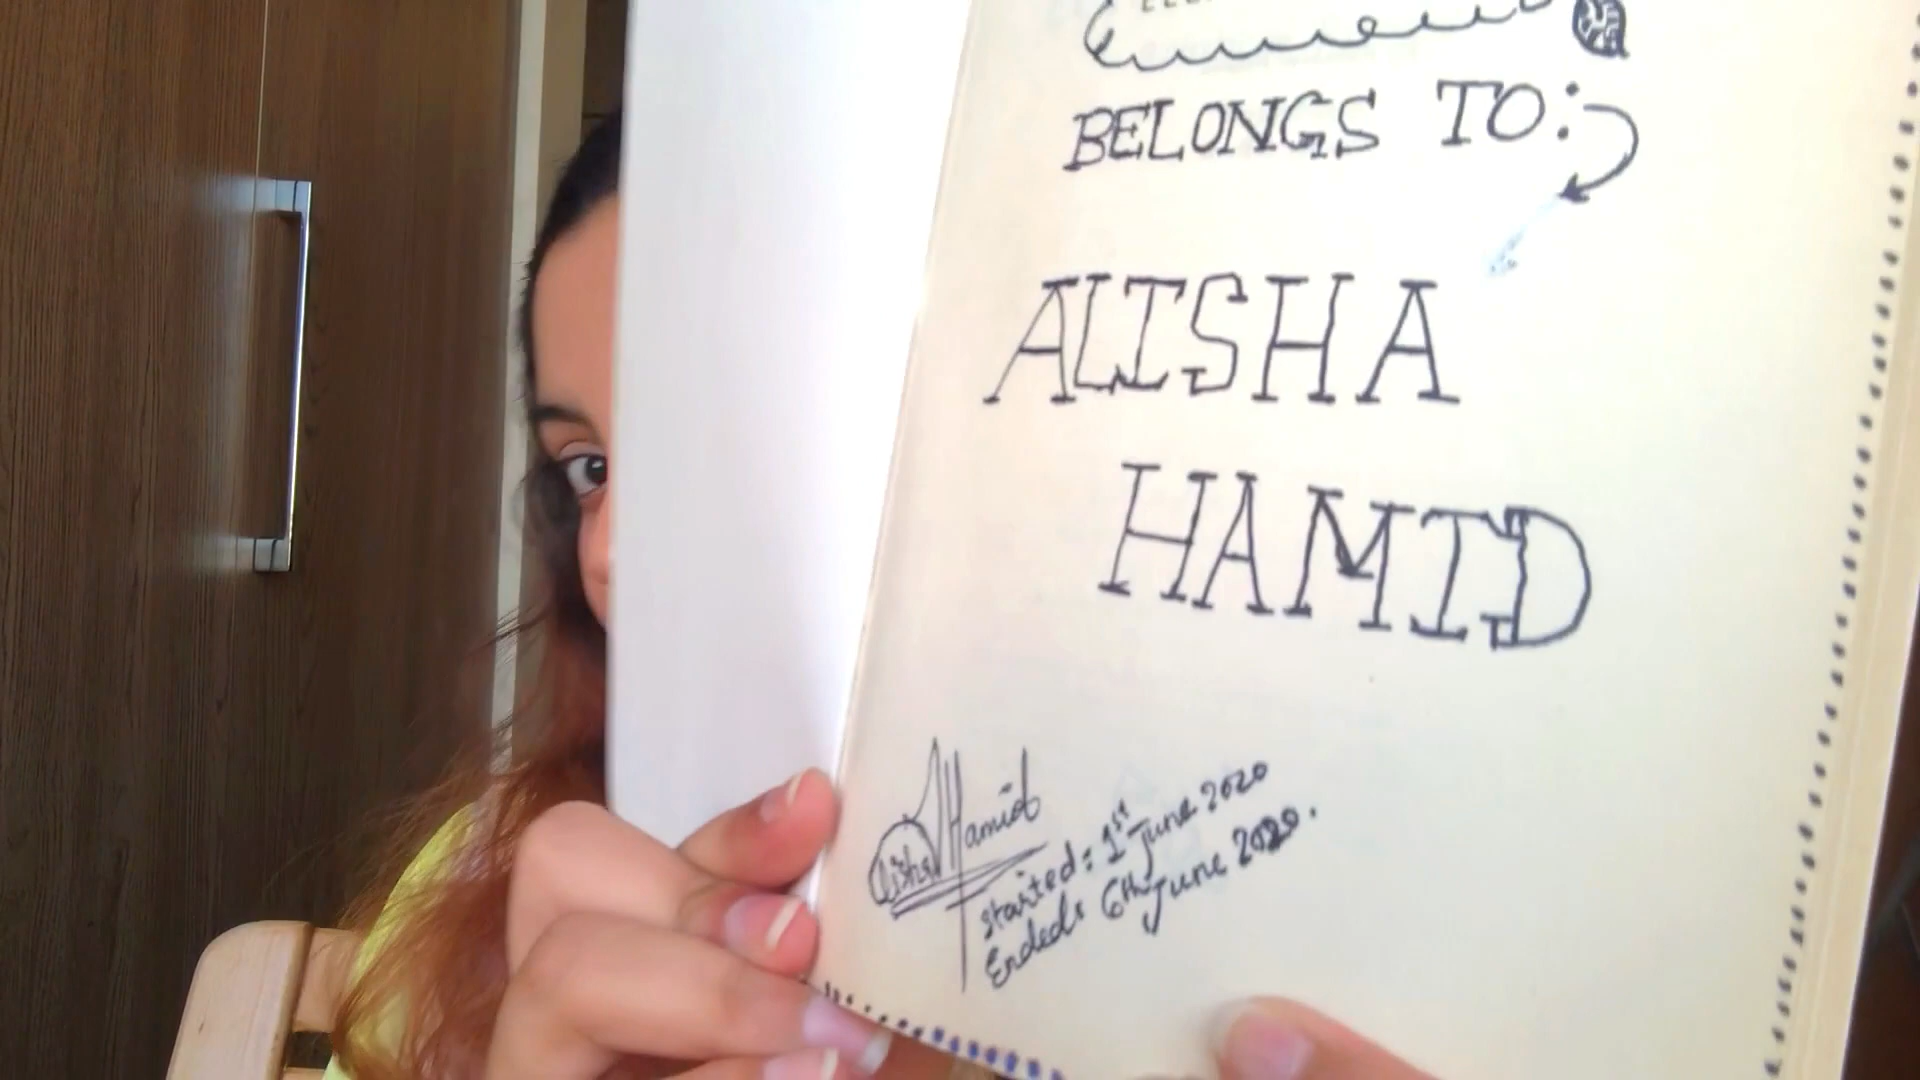 BELONGS TO:
ALISHA
HAMID
Alisha Hamid
Started: 1st June 2020
Ended: 6th June 2020.